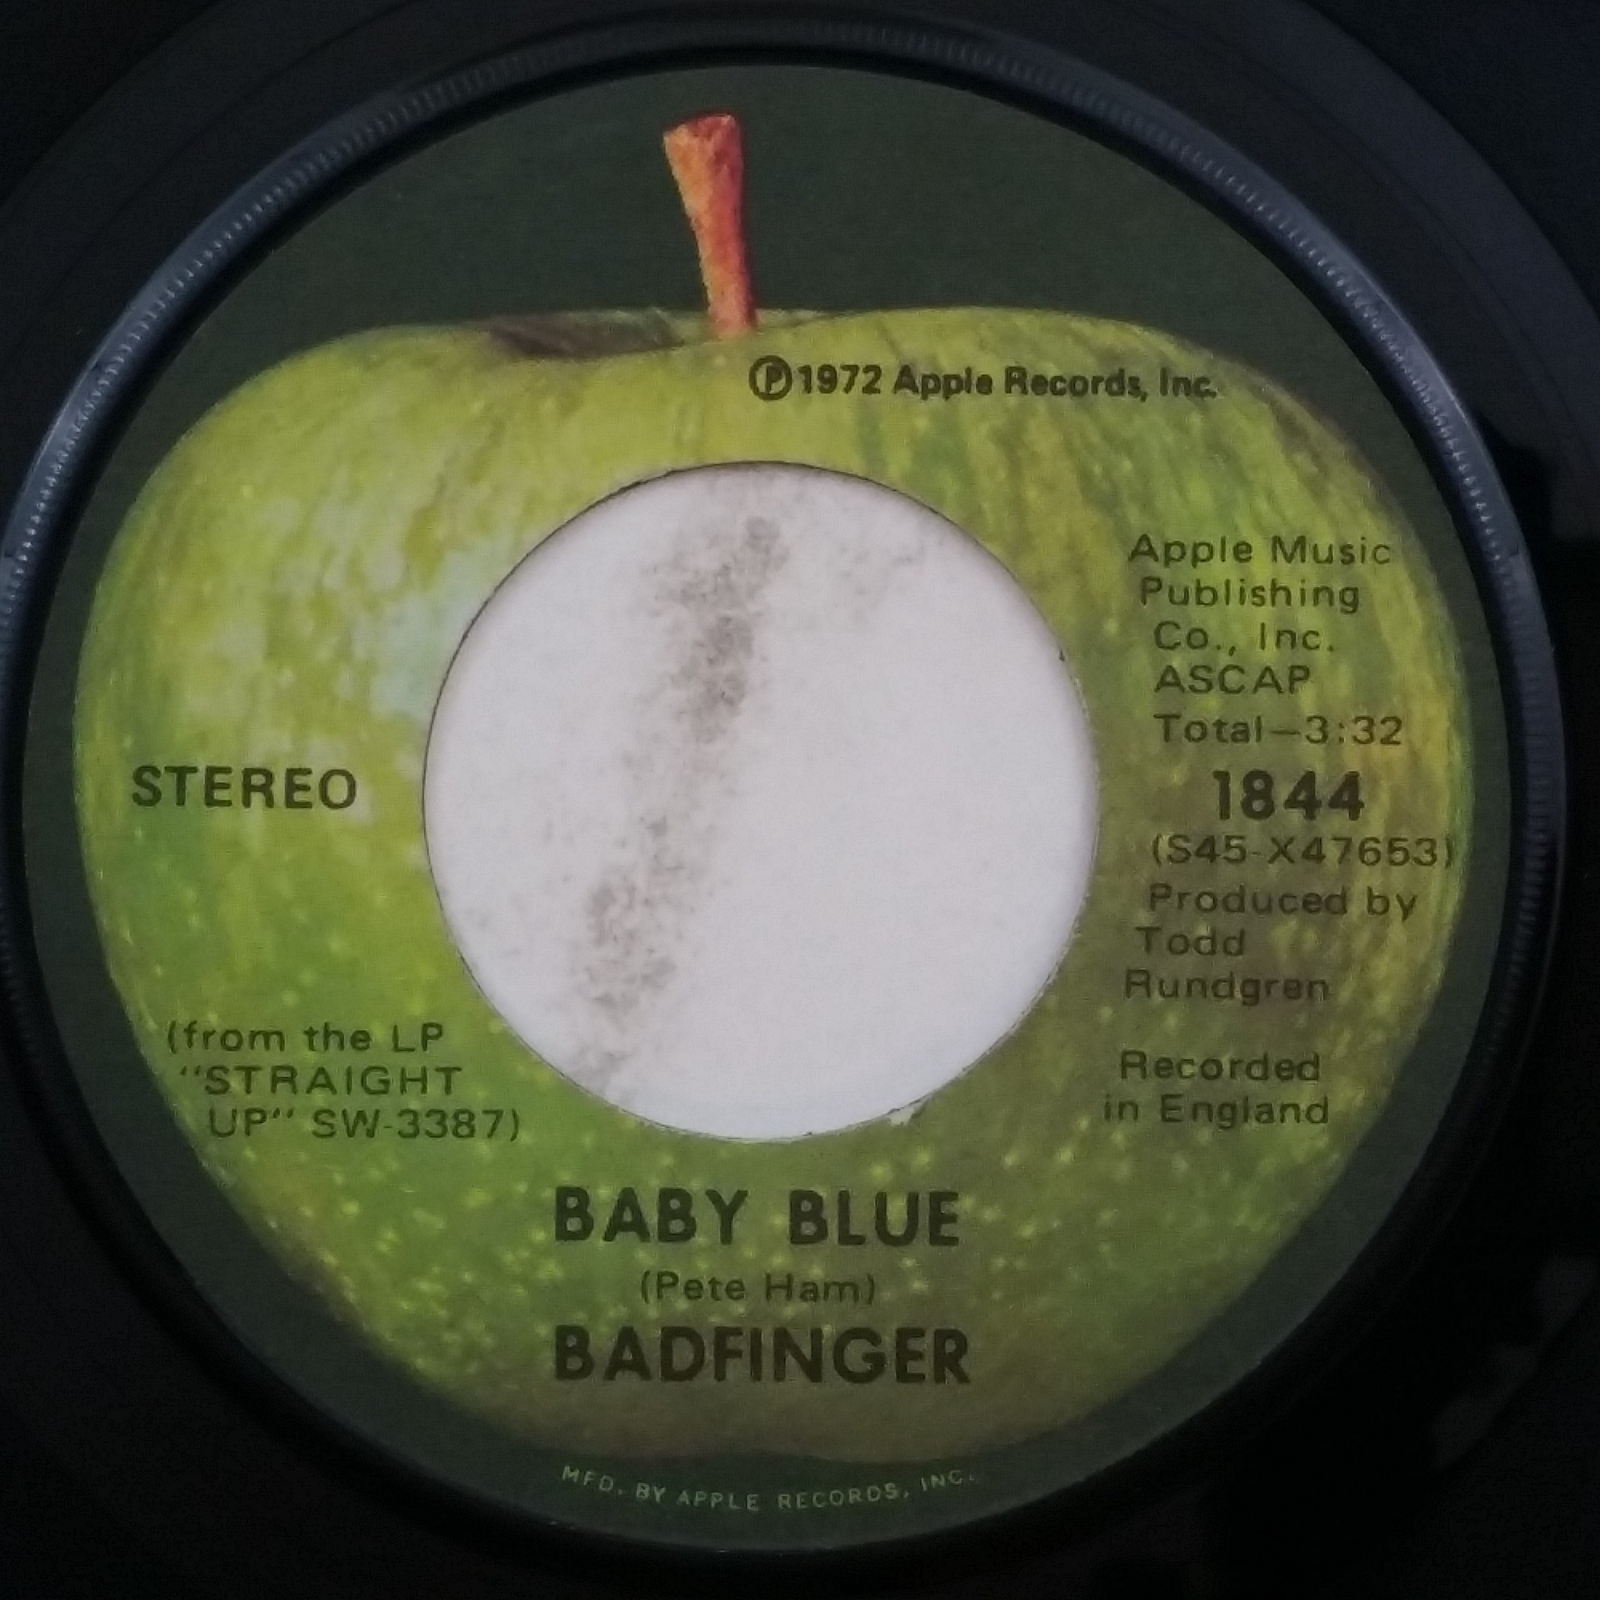 Ⓟ1972 Apple Records, Inc.
Apple Music
Publishing
Co., Inc.
ASCAP
Total—3:32
STEREO
1844
(S45-X47653)
Produced by
Todd
Rundgren
(from the LP
"STRAIGHT
UP" SW-3387)
Recorded
in England
BABY BLUE
(Pete Ham)
BADFINGER
MFD. BY APPLE RECORDS, INC.